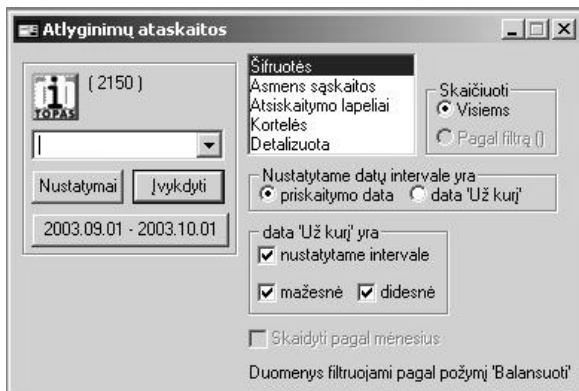 Atlyginimų ataskaitos
i
TOPAS
( 2150 )
Nustatymai
Įvykdyti
2003.09.01 - 2003.10.01
Šifruotės
Asmens sąskaitos
Atsiskaitymo lapeliai
Kortelės
Detalizuota
Skaičiuoti
Visiems
Pagal filtrą ()
Nustatytame datų intervale yra
priskaitymo data
data 'Už kurį'
data 'Už kurį' yra
nustatytame intervale
mažesnė
didesnė
Skaidyti pagal mėnesius
Duomenys filtruojami pagal požymį 'Balansuoti'